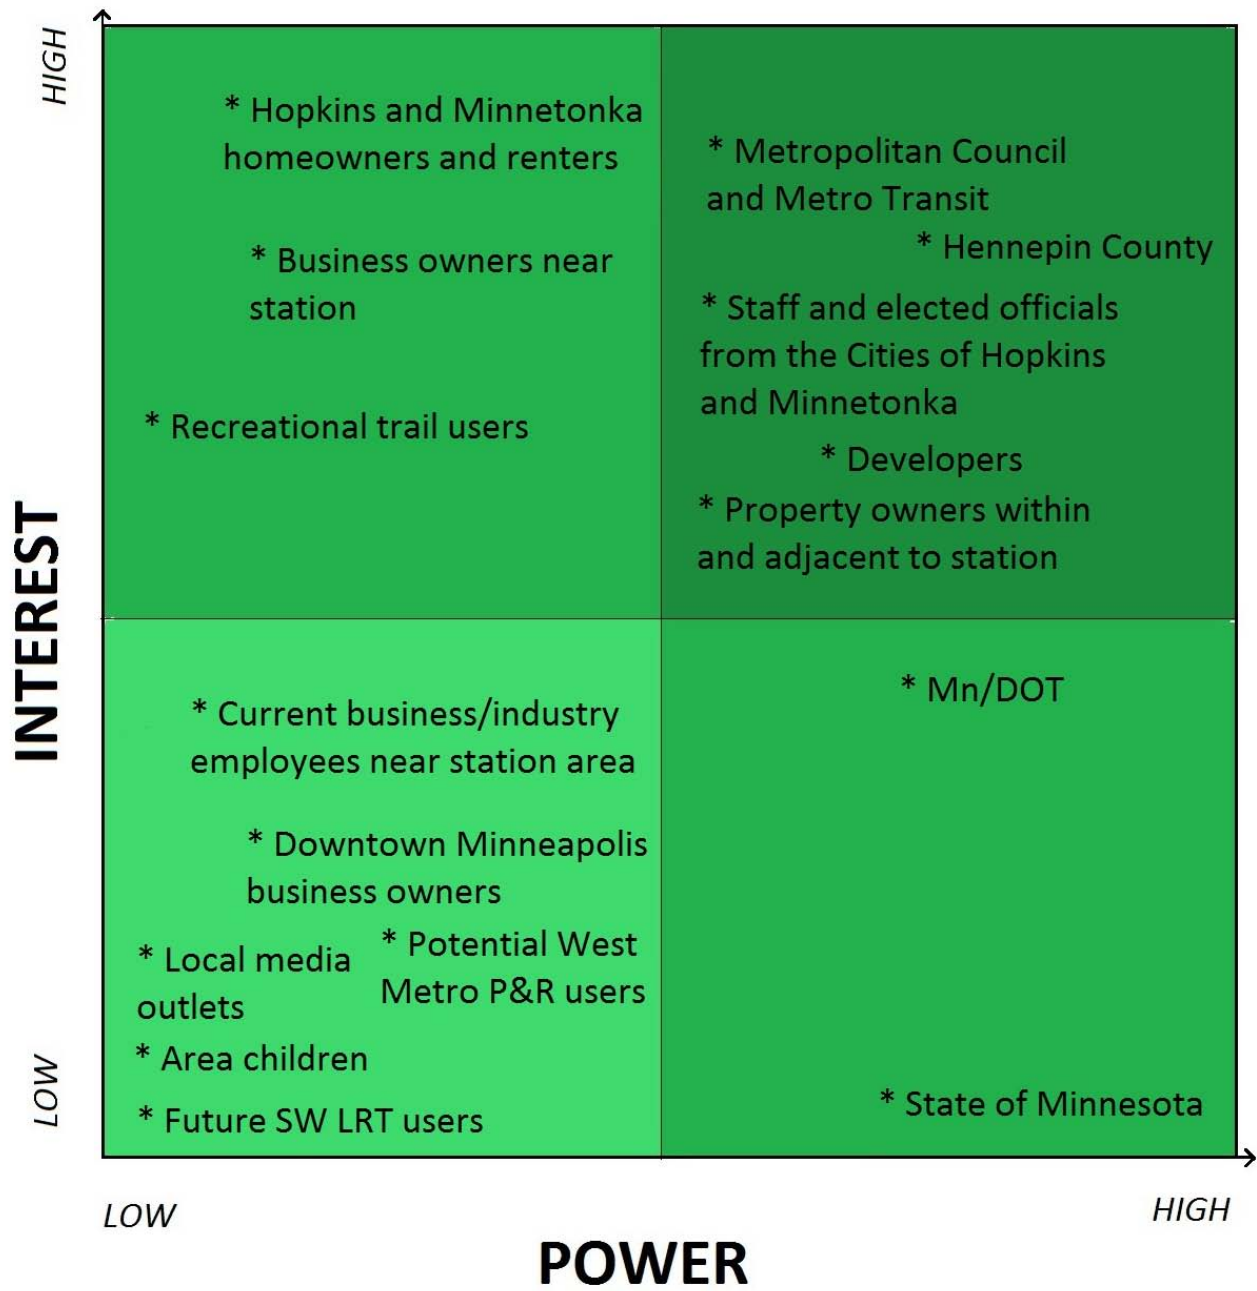 HIGH
* Hopkins and Minnetonka
homeowners and renters
* Business owners near
station
* Recreational trail users
* Metropolitan Council
and Metro Transit
* Hennepin County
* Staff and elected officials
from the Cities of Hopkins
and Minnetonka
* Developers
* Property owners within
and adjacent to station
INTEREST
* Current business/industry
employees near station area
* Downtown Minneapolis
business owners
* Local media
outlets
* Potential West
Metro P&R users
* Area children
* Future SW LRT users
* Mn/DOT
* State of Minnesota
LOW
LOW
HIGH
POWER